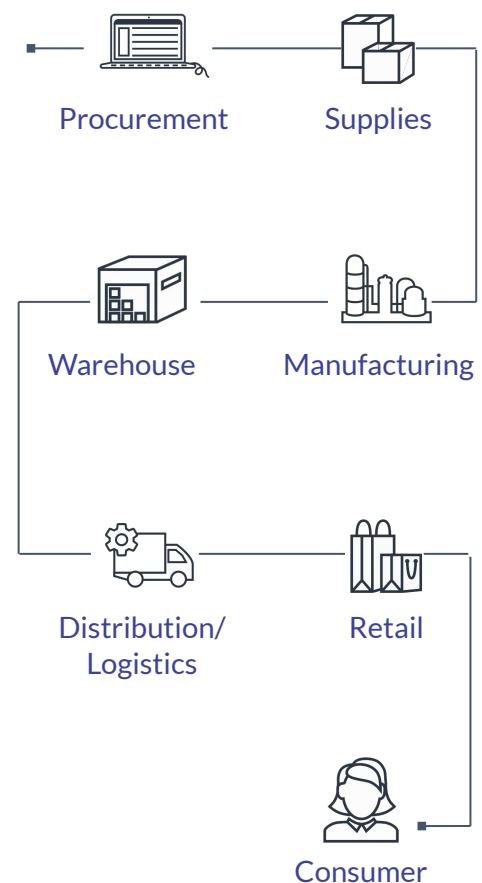 Procurement
Supplies
Manufacturing
Warehouse
Distribution/
Logistics
Retail
Consumer